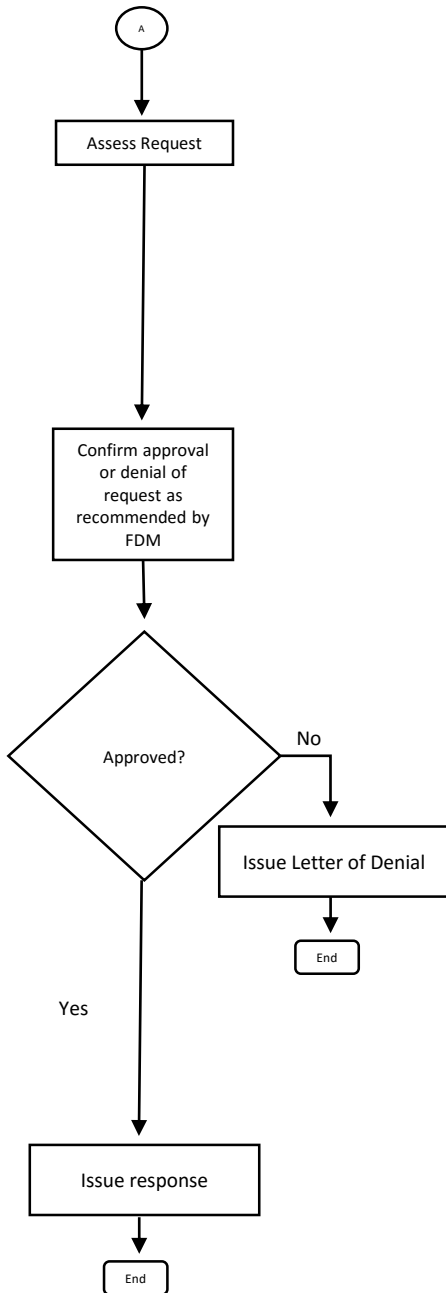 A
Assess Request
Confirm approval
or denial of
request as
recommended by
FDM
Approved?
No
Issue Letter of Denial
End
Yes
Issue response
End